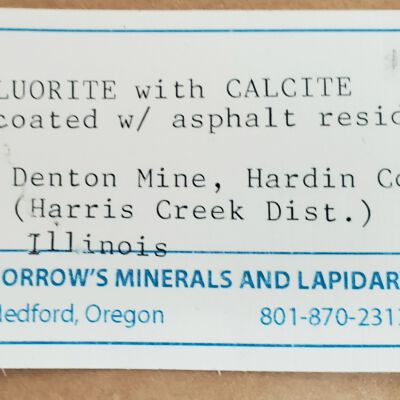 LUORITE with CALCITE
coated w/ asphalt resid
Denton Mine, Hardin Co
(Harris Creek Dist.)
Illinois
ORROW'S MINERALS AND LAPIDAR
edford, Oregon 801-870-231